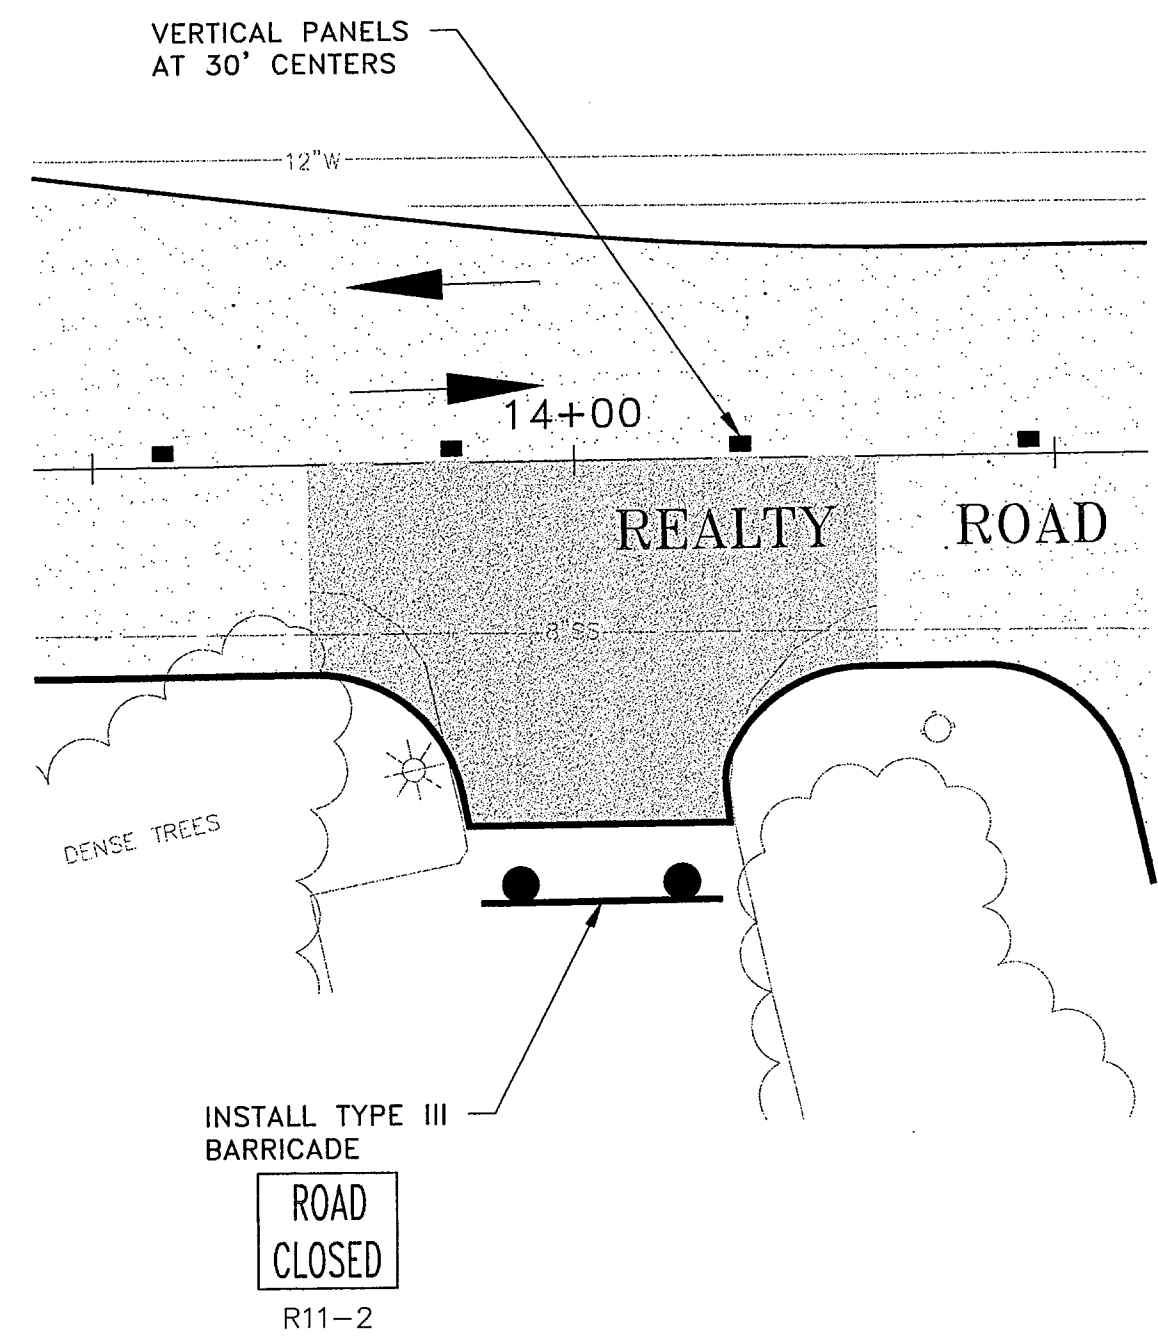 VERTICAL PANELS
AT 30' CENTERS
12"W
14+00
REALTY ROAD
8"SS
DENSE TREES
INSTALL TYPE III
BARRICADE
ROAD
CLOSED
R11-2